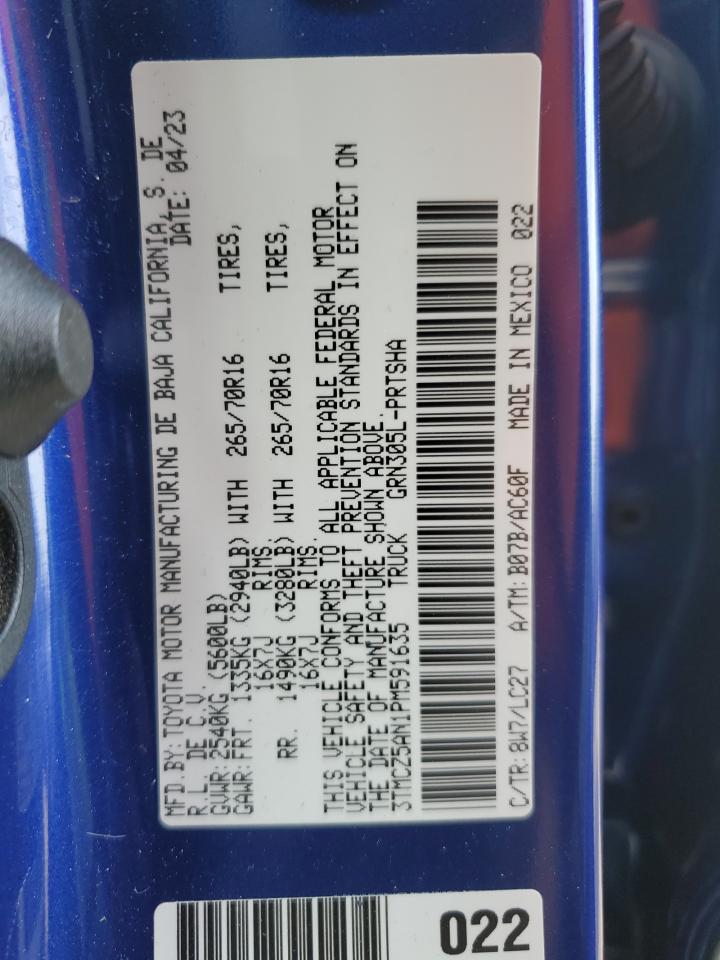 MFD.BY: TOYOTA MOTOR MANUFACTURING DE BAJA CALIFORNIA, S. DE
R.L. DE C.V. DATE: 04/23
GVWR: 2540KG (5600LB)
GAWR: FRT. 1335KG (2940LB) WITH 265/70R16 TIRES,
16X7J RIMS
RR. 1490KG (3280LB) WITH 265/70R16 TIRES,
16X7J RIMS.
THIS VEHICLE CONFORMS TO ALL APPLICABLE FEDERAL MOTOR
VEHICLE SAFETY AND THEFT PREVENTION STANDARDS IN EFFECT ON
THE DATE OF MANUFACTURE SHOWN ABOVE.
3TMCZ5AN1PM591635 TRUCK GRN305L-PRTSHA
C/TR: 8W7/LC27 A/TM: B07B/AC60F MADE IN MEXICO 022
022